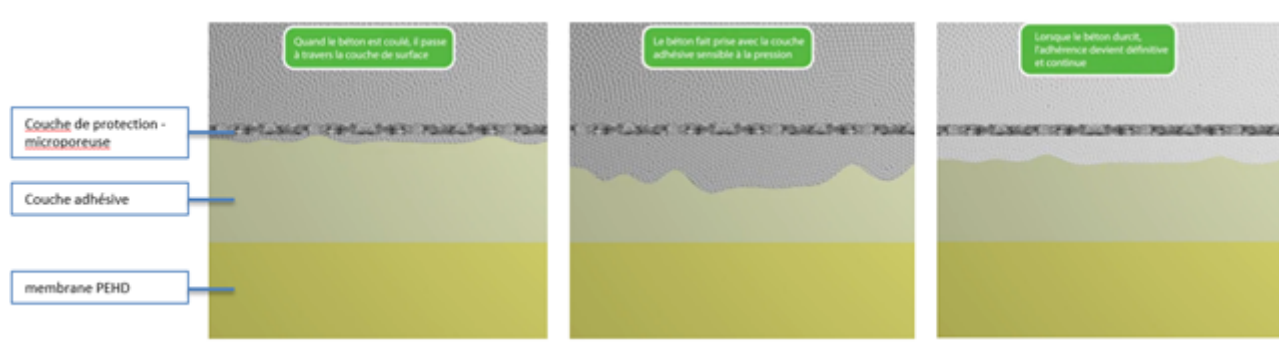 Quand le béton est coulé, il passe
à travers la couche de surface
Le béton fait prise avec la couche
adhésive sensible à la pression
Lorsque le béton durcit,
l'adhérence devient définitive
et continue
Couche de protection -
microporeuse
Couche adhésive
membrane PEHD